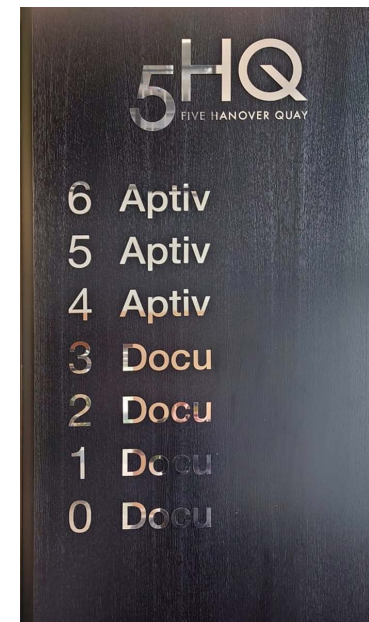 5HQ
FIVE HANOVER QUAY
6 Aptiv
5 Aptiv
4 Aptiv
3 Docu
2 Docu
1 Docu
0 Docu